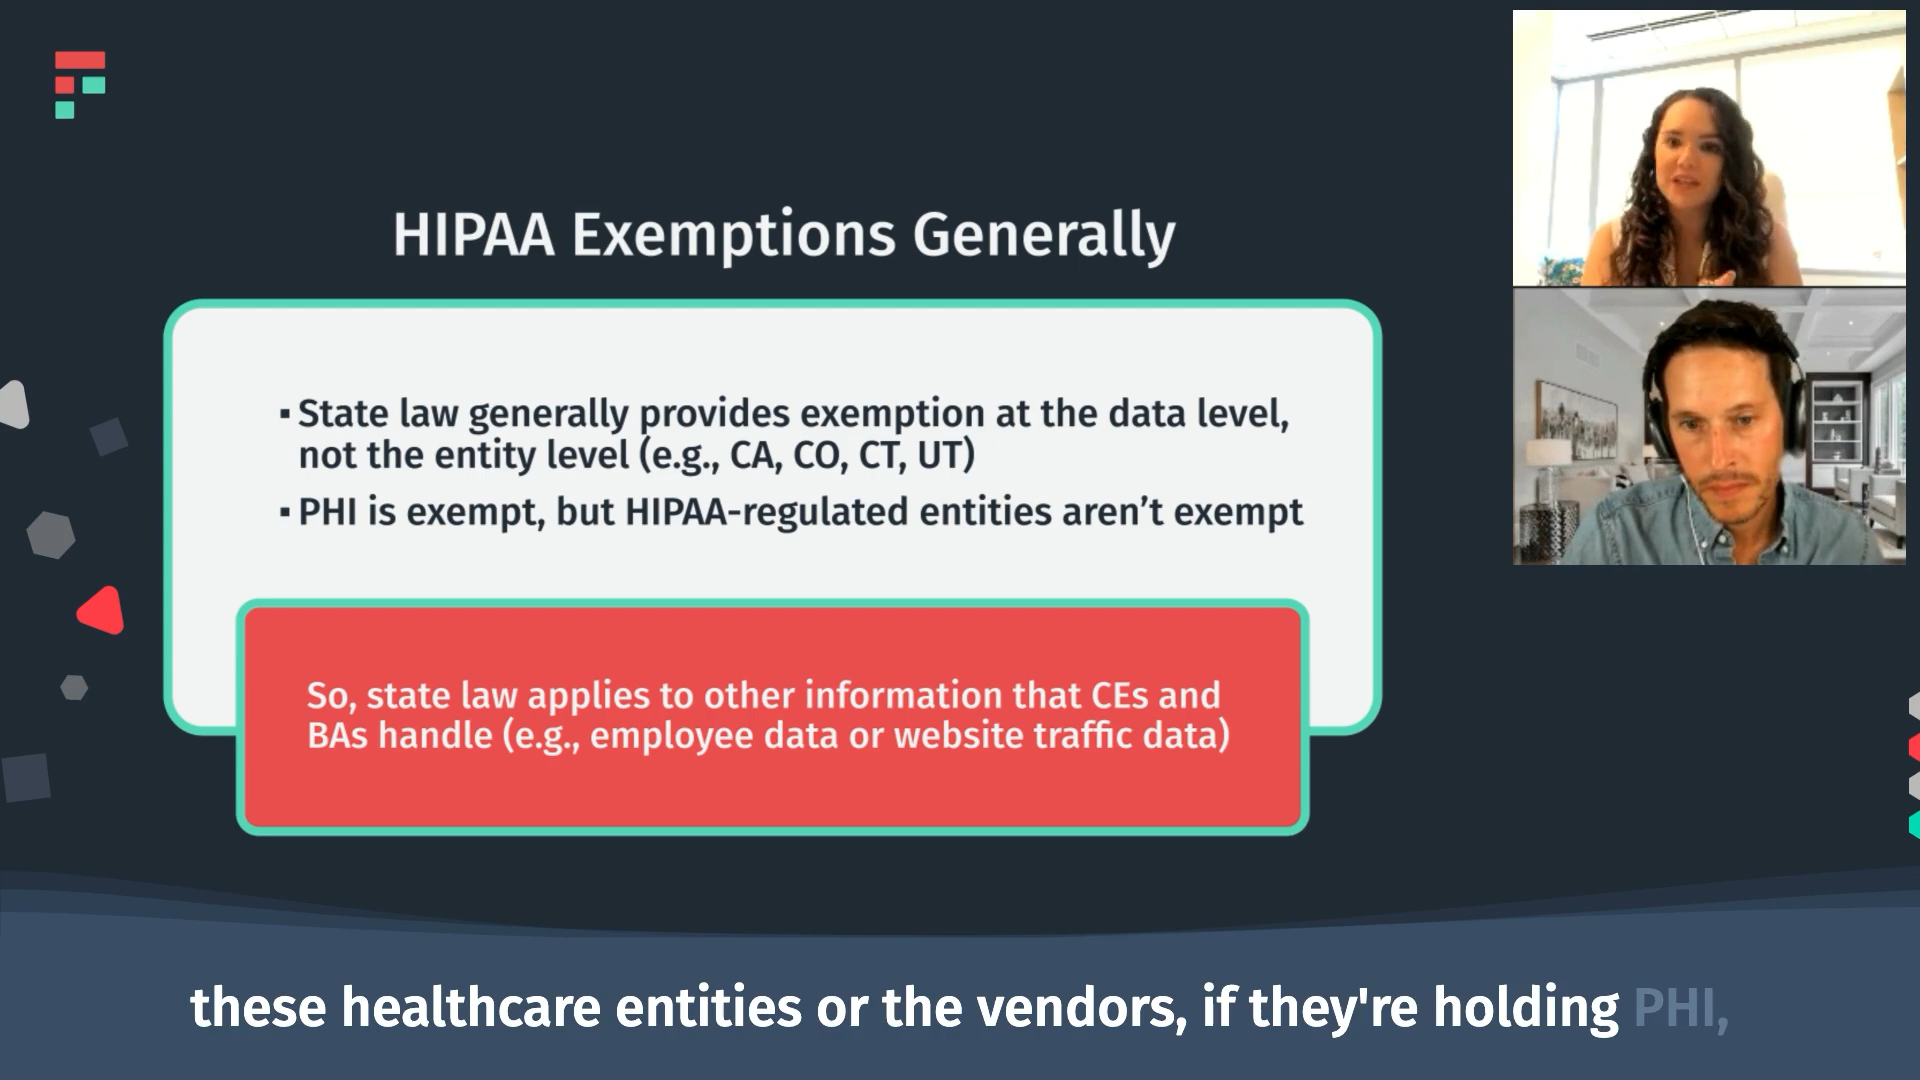 HIPAA Exemptions Generally
▪ State law generally provides exemption at the data level,
not the entity level (e.g., CA, CO, CT, UT)
▪ PHI is exempt, but HIPAA-regulated entities aren’t exempt
So, state law applies to other information that CEs and
BAs handle (e.g., employee data or website traffic data)
these healthcare entities or the vendors, if they're holding PHI,